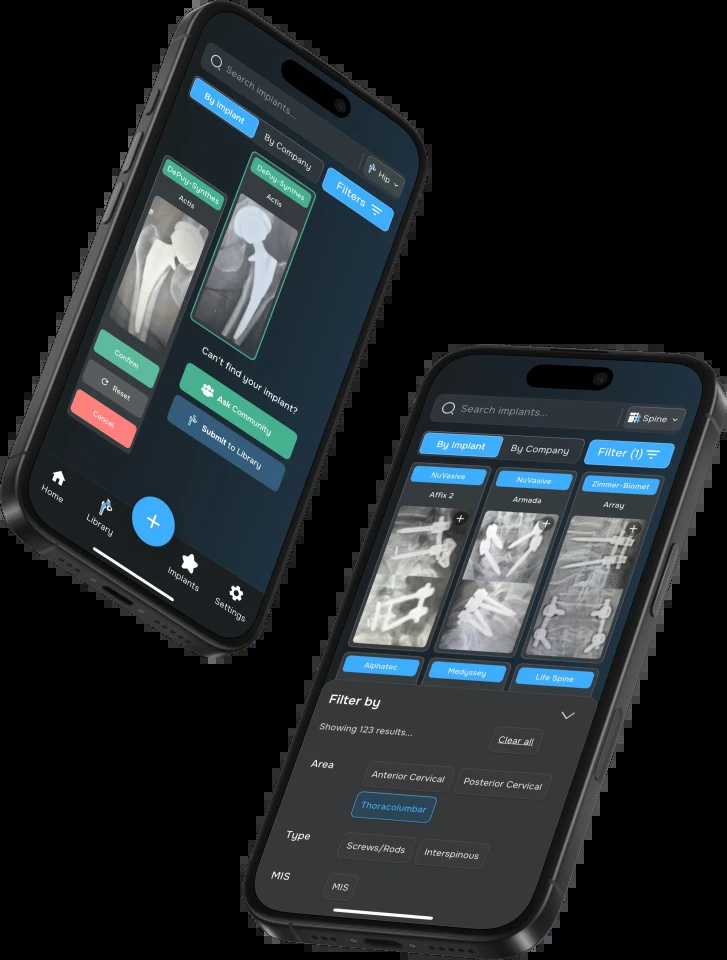 Search implants...
Hip
By Implant
By Company
Filters
DePuy-Synthes
Actis
DePuy-Synthes
Actis
Confirm
Reset
Cancel
Can't find your implant?
Ask Community
Submit to Library
Home
Library
Implants
Settings
Search implants...
Spine
By Implant
By Company
Filter (1)
NuVasive
NuVasive
Zimmer-Biomet
Affix 2
Armada
Array
Alphatec
Medyssey
Life Spine
Filter by
Showing 123 results...
Clear all
Area
Anterior Cervical
Posterior Cervical
Thoracolumbar
Type
Screws/Rods
Interspinous
MIS
MIS